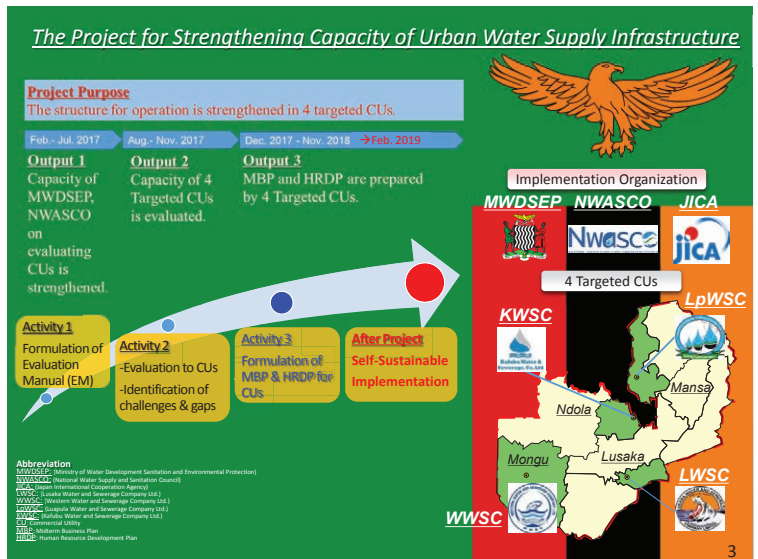 The Project for Strengthening Capacity of Urban Water Supply Infrastructure
Project Purpose
The structure for operation is strengthened in 4 targeted CUs.
Feb.- Jul. 2017
Aug.- Nov. 2017
Dec. 2017 - Nov. 2018 →Feb. 2019
Output 1
Capacity of
MWDSEP,
NWASCO
on
evaluating
CUs is
strengthened.
Output 2
Capacity of 4
Targeted CUs
is evaluated.
Output 3
MBP and HRDP are prepared
by 4 Targeted CUs.
Activity 1
Formulation of
Evaluation
Manual (EM)
Activity 2
-Evaluation to CUs
-Identification of
challenges & gaps
Activity 3
Formulation of
MBP & HRDP for
CUs
After Project
Self-Sustainable
Implementation
Implementation Organization
MWDSEP NWASCO JICA
Nwasco
jICA
4 Targeted CUs
KWSC
Kafubu Water &
Sewerage. Co.Ltd
LpWSC
Mansa
Ndola
Mongu
Lusaka
LWSC
WWSC
Abbreviation
MWDSEP: (Ministry of Water Development Sanitation and Environmental Protection)
NWASCO: (National Water Supply and Sanitation Council)
JICA: (Japan International Cooperation Agency)
LWSC: (Lusaka Water and Sewerage Company Ltd.)
WWSC: (Western Water and Sewerage Company Ltd.)
LpWSC: (Luapula Water and Sewerage Company Ltd.)
KWSC: (Kafubu Water and Sewerage Company Ltd.)
CU: Commercial Utility
MBP: Midterm Business Plan
HRDP: Human Resource Development Plan
3